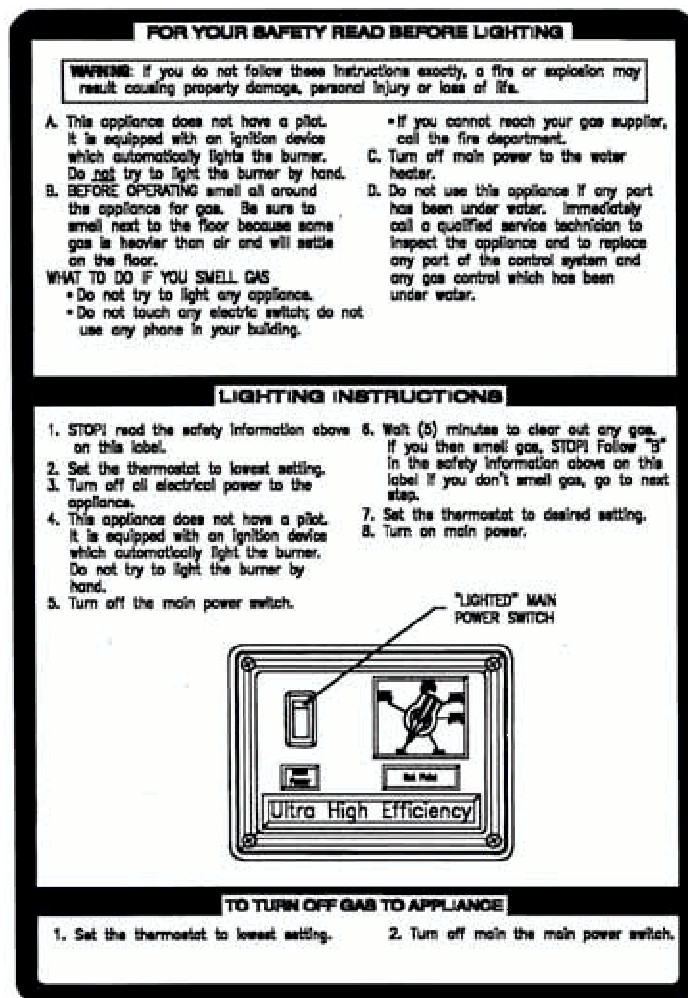 FOR YOUR SAFETY READ BEFORE LIGHTING
WARNING: If you do not follow these instructions exactly, a fire or explosion may
result causing property damage, personal injury or loss of life.
A. This appliance does not have a pilot.
It is equipped with an ignition device
which automatically lights the burner.
Do not try to light the burner by hand.
B. BEFORE OPERATING smell all around
the appliance for gas. Be sure to
smell next to the floor because some
gas is heavier than air and will settle
on the floor.
WHAT TO DO IF YOU SMELL GAS
• Do not try to light any appliance.
• Do not touch any electric switch; do not
use any phone in your building.
• If you cannot reach your gas supplier,
call the fire department.
C. Turn off main power to the water
heater.
D. Do not use this appliance if any part
has been under water. Immediately
call a qualified service technician to
inspect the appliance and to replace
any part of the control system and
any gas control which has been
under water.
LIGHTING INSTRUCTIONS
1. STOP! read the safety information above
on this label.
2. Set the thermostat to lowest setting.
3. Turn off all electrical power to the
appliance.
4. This appliance does not have a pilot.
It is equipped with an ignition device
which automatically light the burner.
Do not try to light the burner by
hand.
5. Turn off the main power switch.
6. Wait (5) minutes to clear out any gas.
If you then smell gas, STOP! Follow "B"
in the safety information above on this
label if you don't smell gas, go to next
step.
7. Set the thermostat to desired setting.
8. Turn on main power.
"LIGHTED" MAIN
POWER SWITCH
Power
Set Point
Ultra High Efficiency
TO TURN OFF GAS TO APPLIANCE
1. Set the thermostat to lowest setting.
2. Turn off main the main power switch.